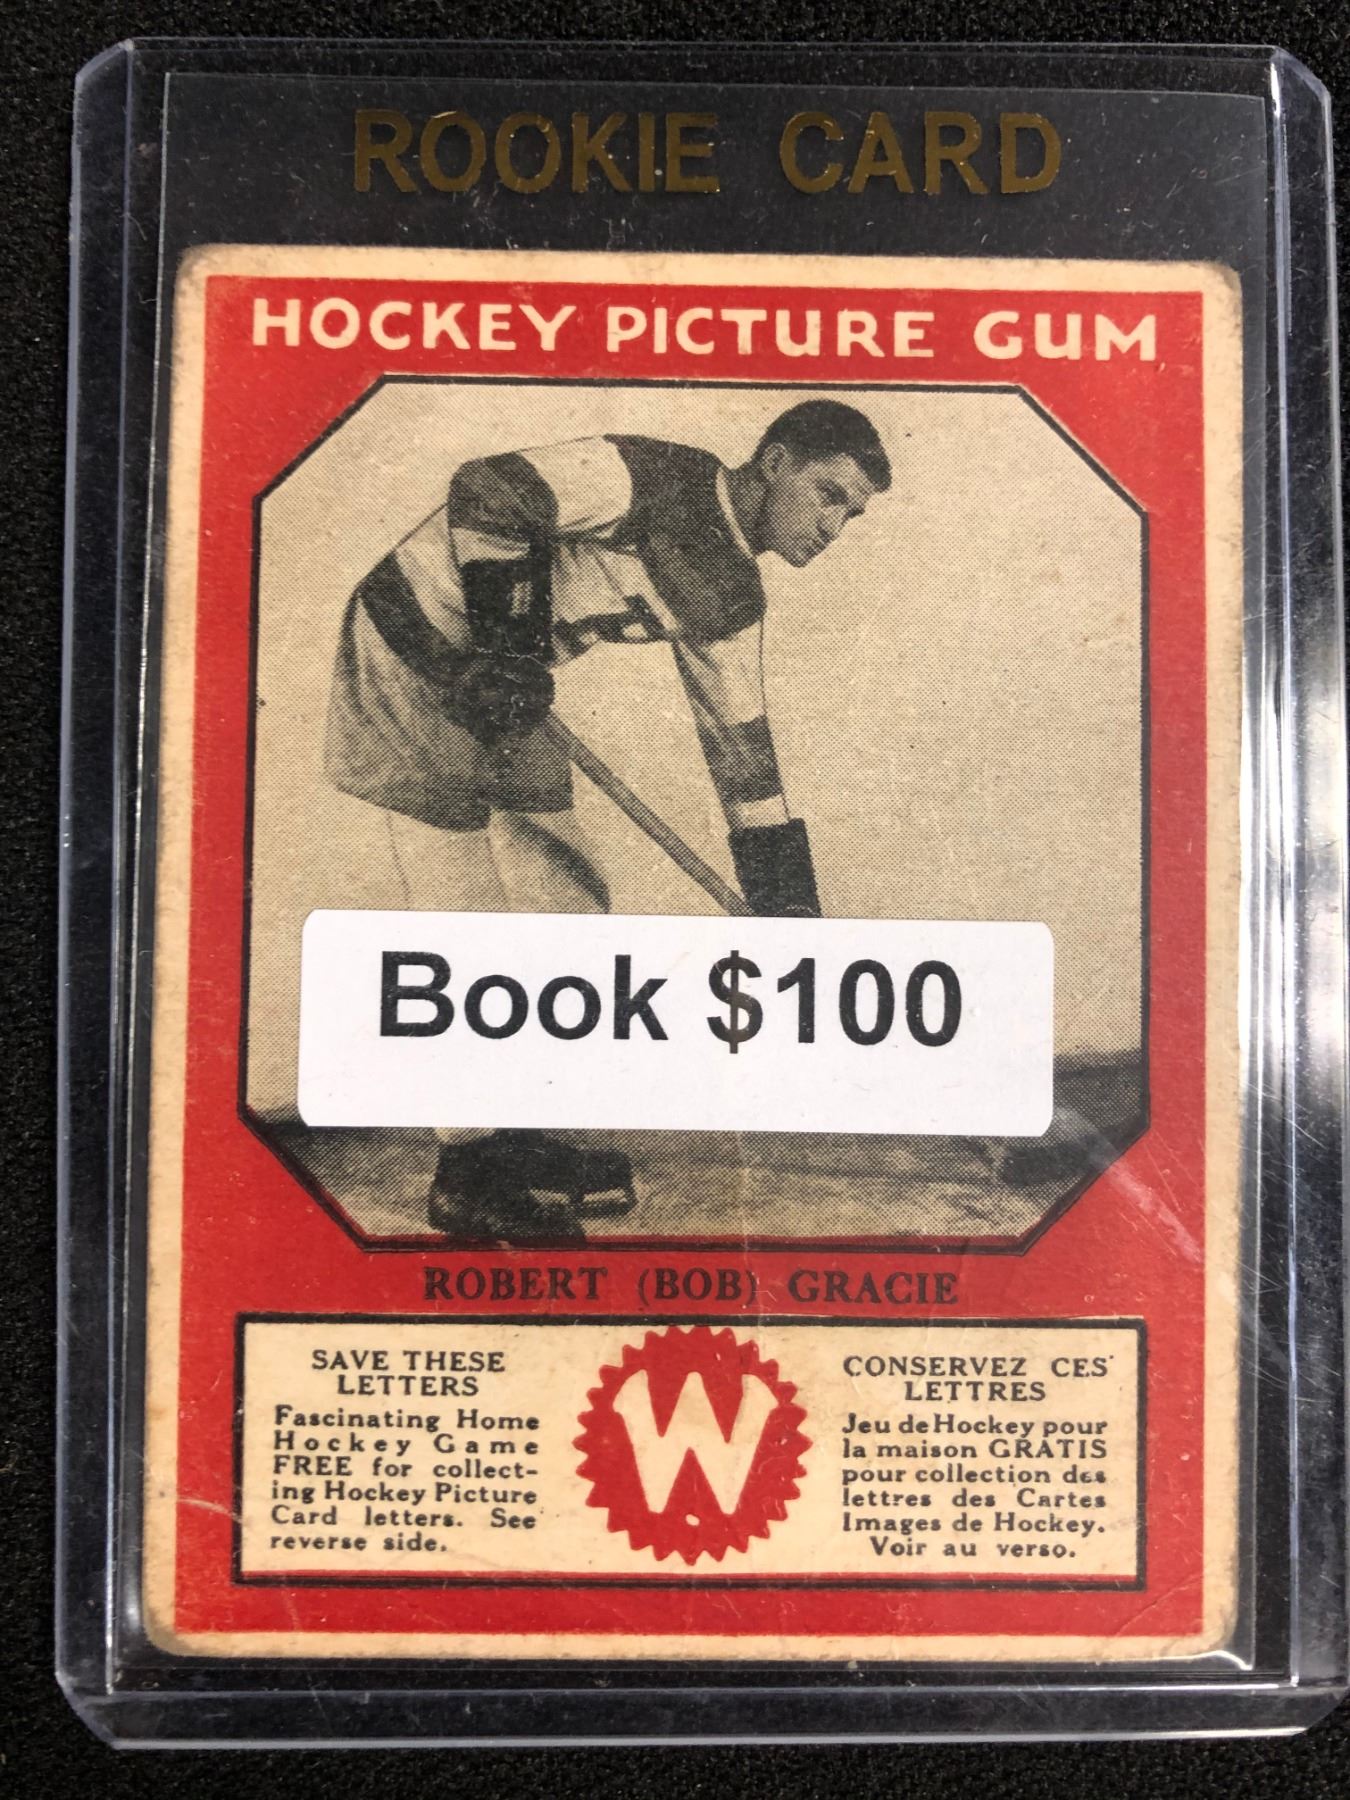 ROOKIE CARD
HOCKEY PICTURE GUM
Book $100
ROBERT (BOB) GRACIE
SAVE THESE
LETTERS
Fascinating Home
Hockey Game
FREE for collect-
ing Hockey Picture
Card letters. See
reverse side.
W
CONSERVEZ CES
LETTRES
Jeu de Hockey pour
la maison GRATIS
pour collection des
lettres des Cartes
Images de Hockey.
Voir au verso.